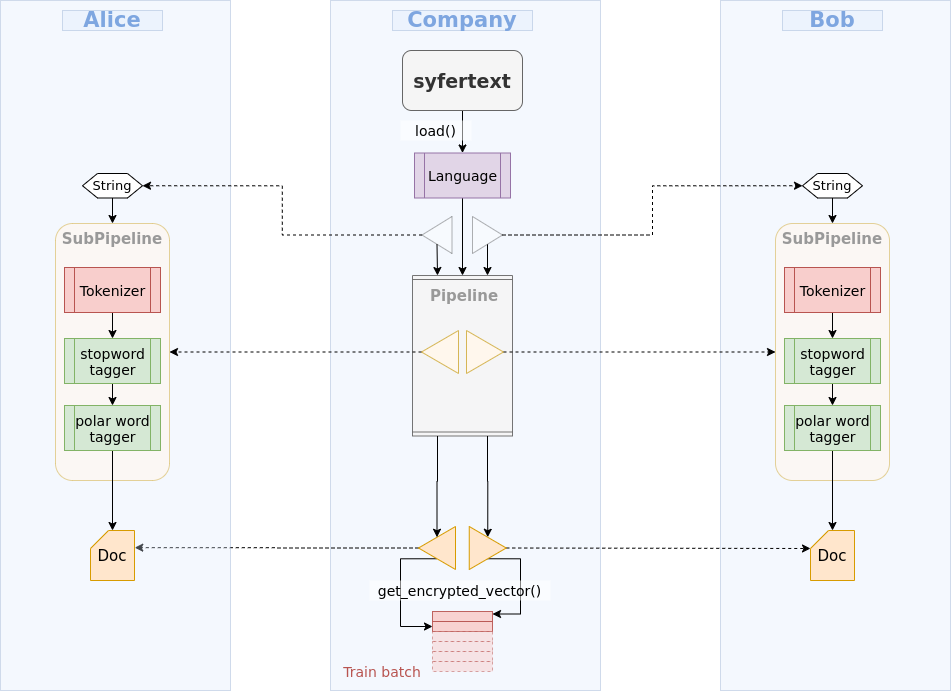 Alice
Company
Bob
syfertext
load()
Language
String
String
SubPipeline
Tokenizer
stopword
tagger
polar word
tagger
Pipeline
SubPipeline
Tokenizer
stopword
tagger
polar word
tagger
Doc
Doc
get_encrypted_vector()
Train batch